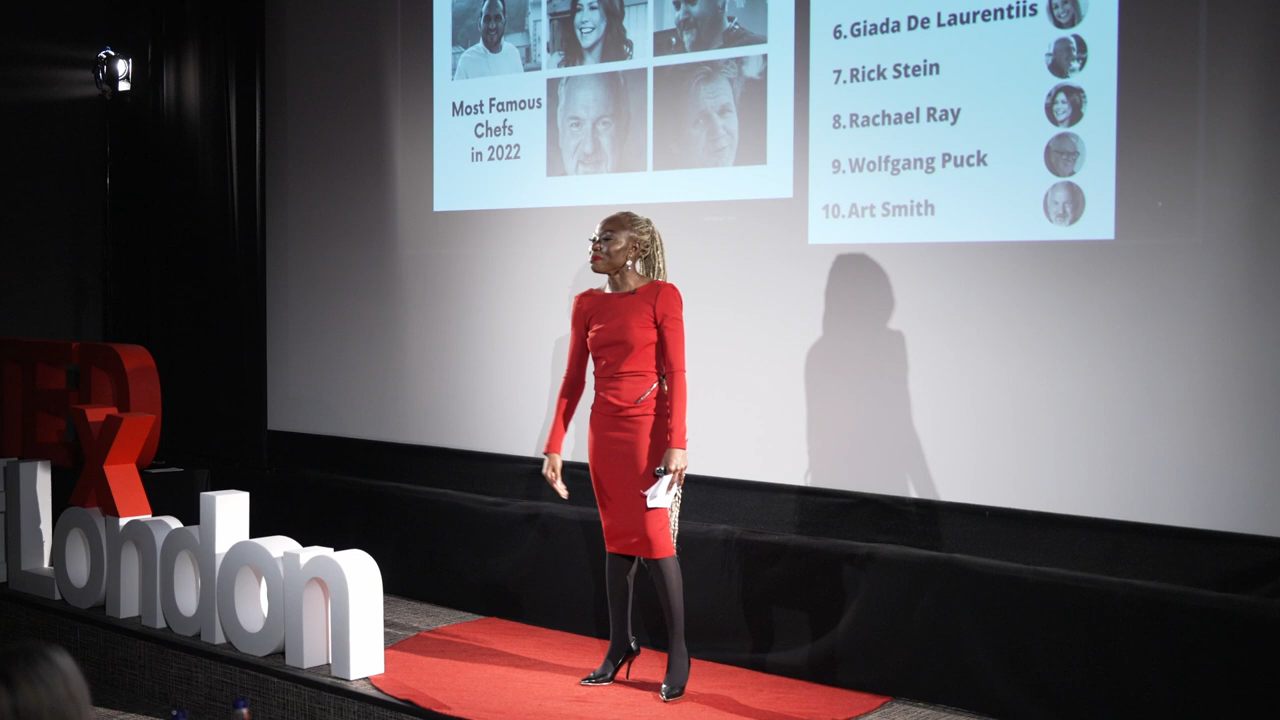 Most Famous
Chefs
in 2022
6. Giada De Laurentiis
7. Rick Stein
8. Rachael Ray
9. Wolfgang Puck
10. Art Smith
TED
x
London